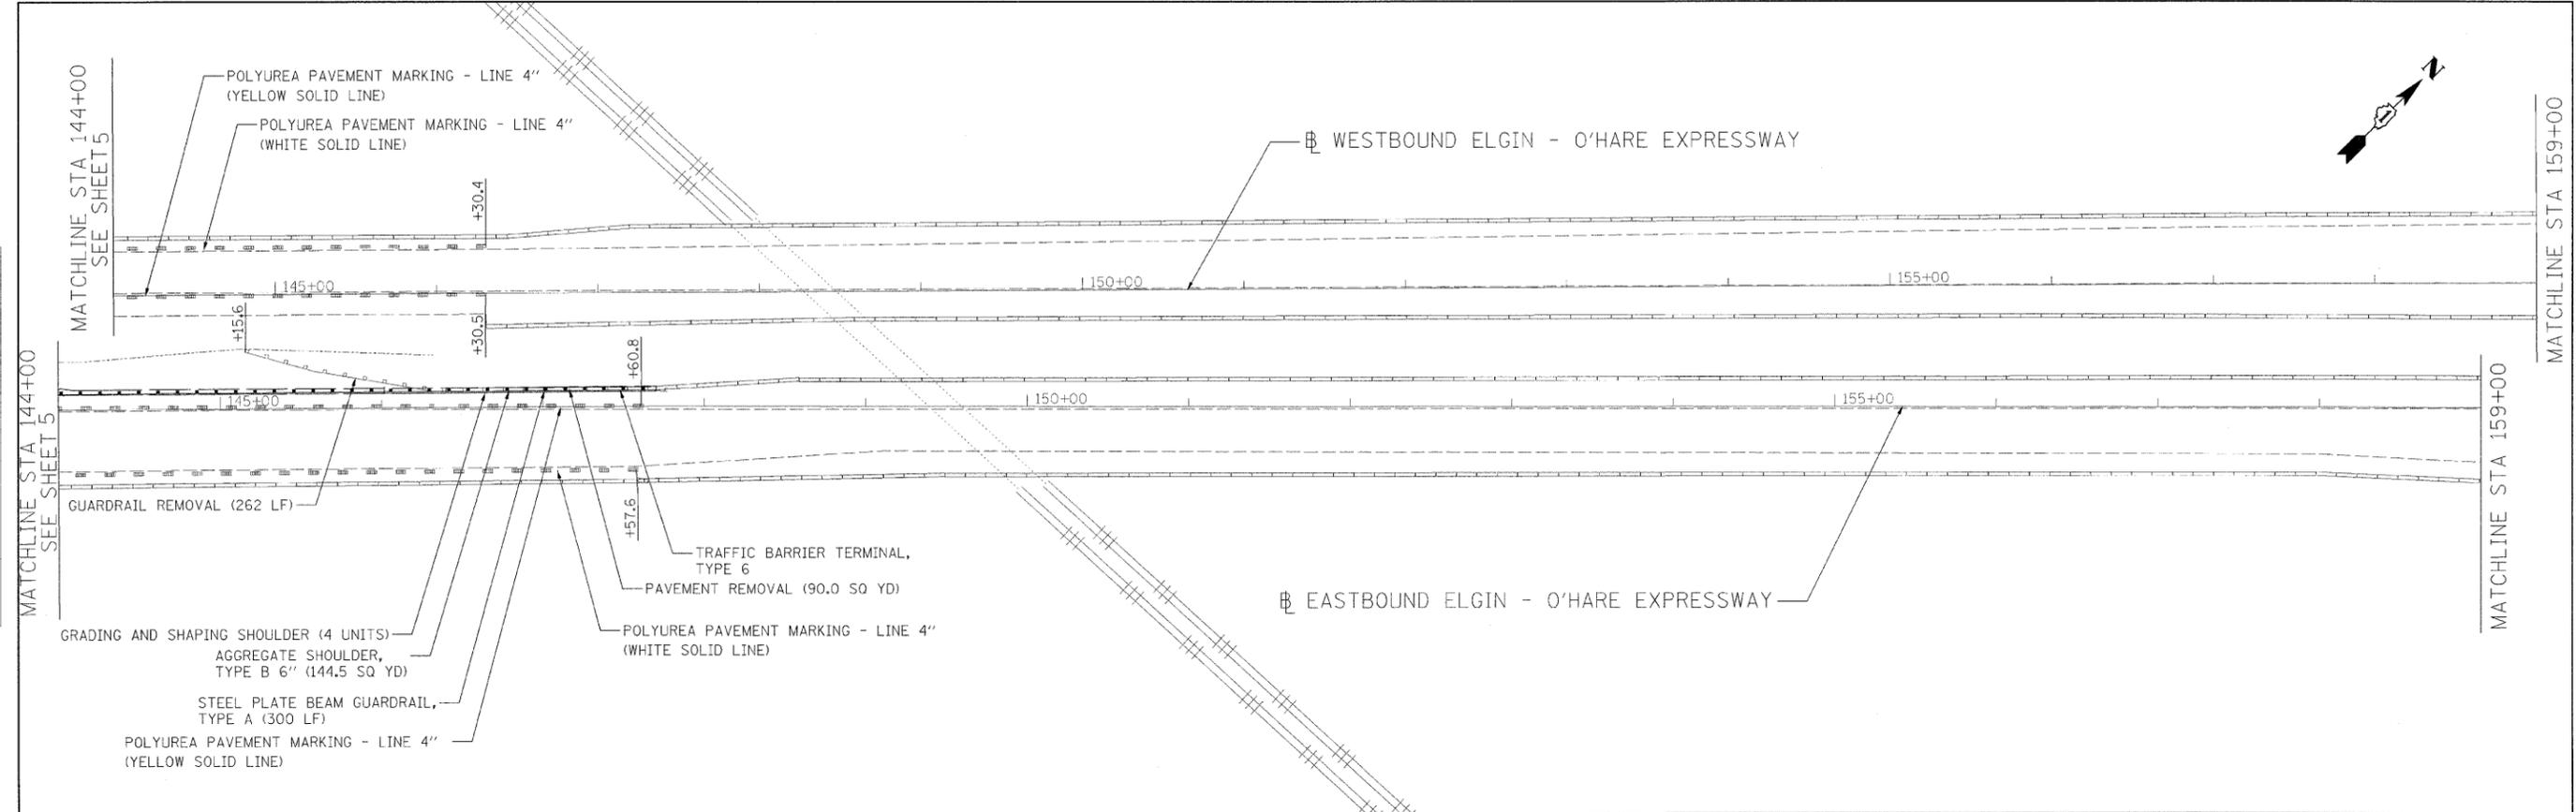 MATCHLINE STA 144+00
SEE SHEET 5
POLYUREA PAVEMENT MARKING - LINE 4"
(YELLOW SOLID LINE)
POLYUREA PAVEMENT MARKING - LINE 4"
(WHITE SOLID LINE)
+30.4
℄ WESTBOUND ELGIN - O'HARE EXPRESSWAY
N
MATCHLINE STA 159+00
145+00
150+00
155+00
+15.6
+30.5
+60.8
MATCHLINE STA 144+00
SEE SHEET 5
145+00
150+00
155+00
GUARDRAIL REMOVAL (262 LF)
+57.6
TRAFFIC BARRIER TERMINAL,
TYPE 6
PAVEMENT REMOVAL (90.0 SQ YD)
℄ EASTBOUND ELGIN - O'HARE EXPRESSWAY
MATCHLINE STA 159+00
GRADING AND SHAPING SHOULDER (4 UNITS)
POLYUREA PAVEMENT MARKING - LINE 4"
(WHITE SOLID LINE)
AGGREGATE SHOULDER,
TYPE B 6" (144.5 SQ YD)
STEEL PLATE BEAM GUARDRAIL,
TYPE A (300 LF)
POLYUREA PAVEMENT MARKING - LINE 4"
(YELLOW SOLID LINE)